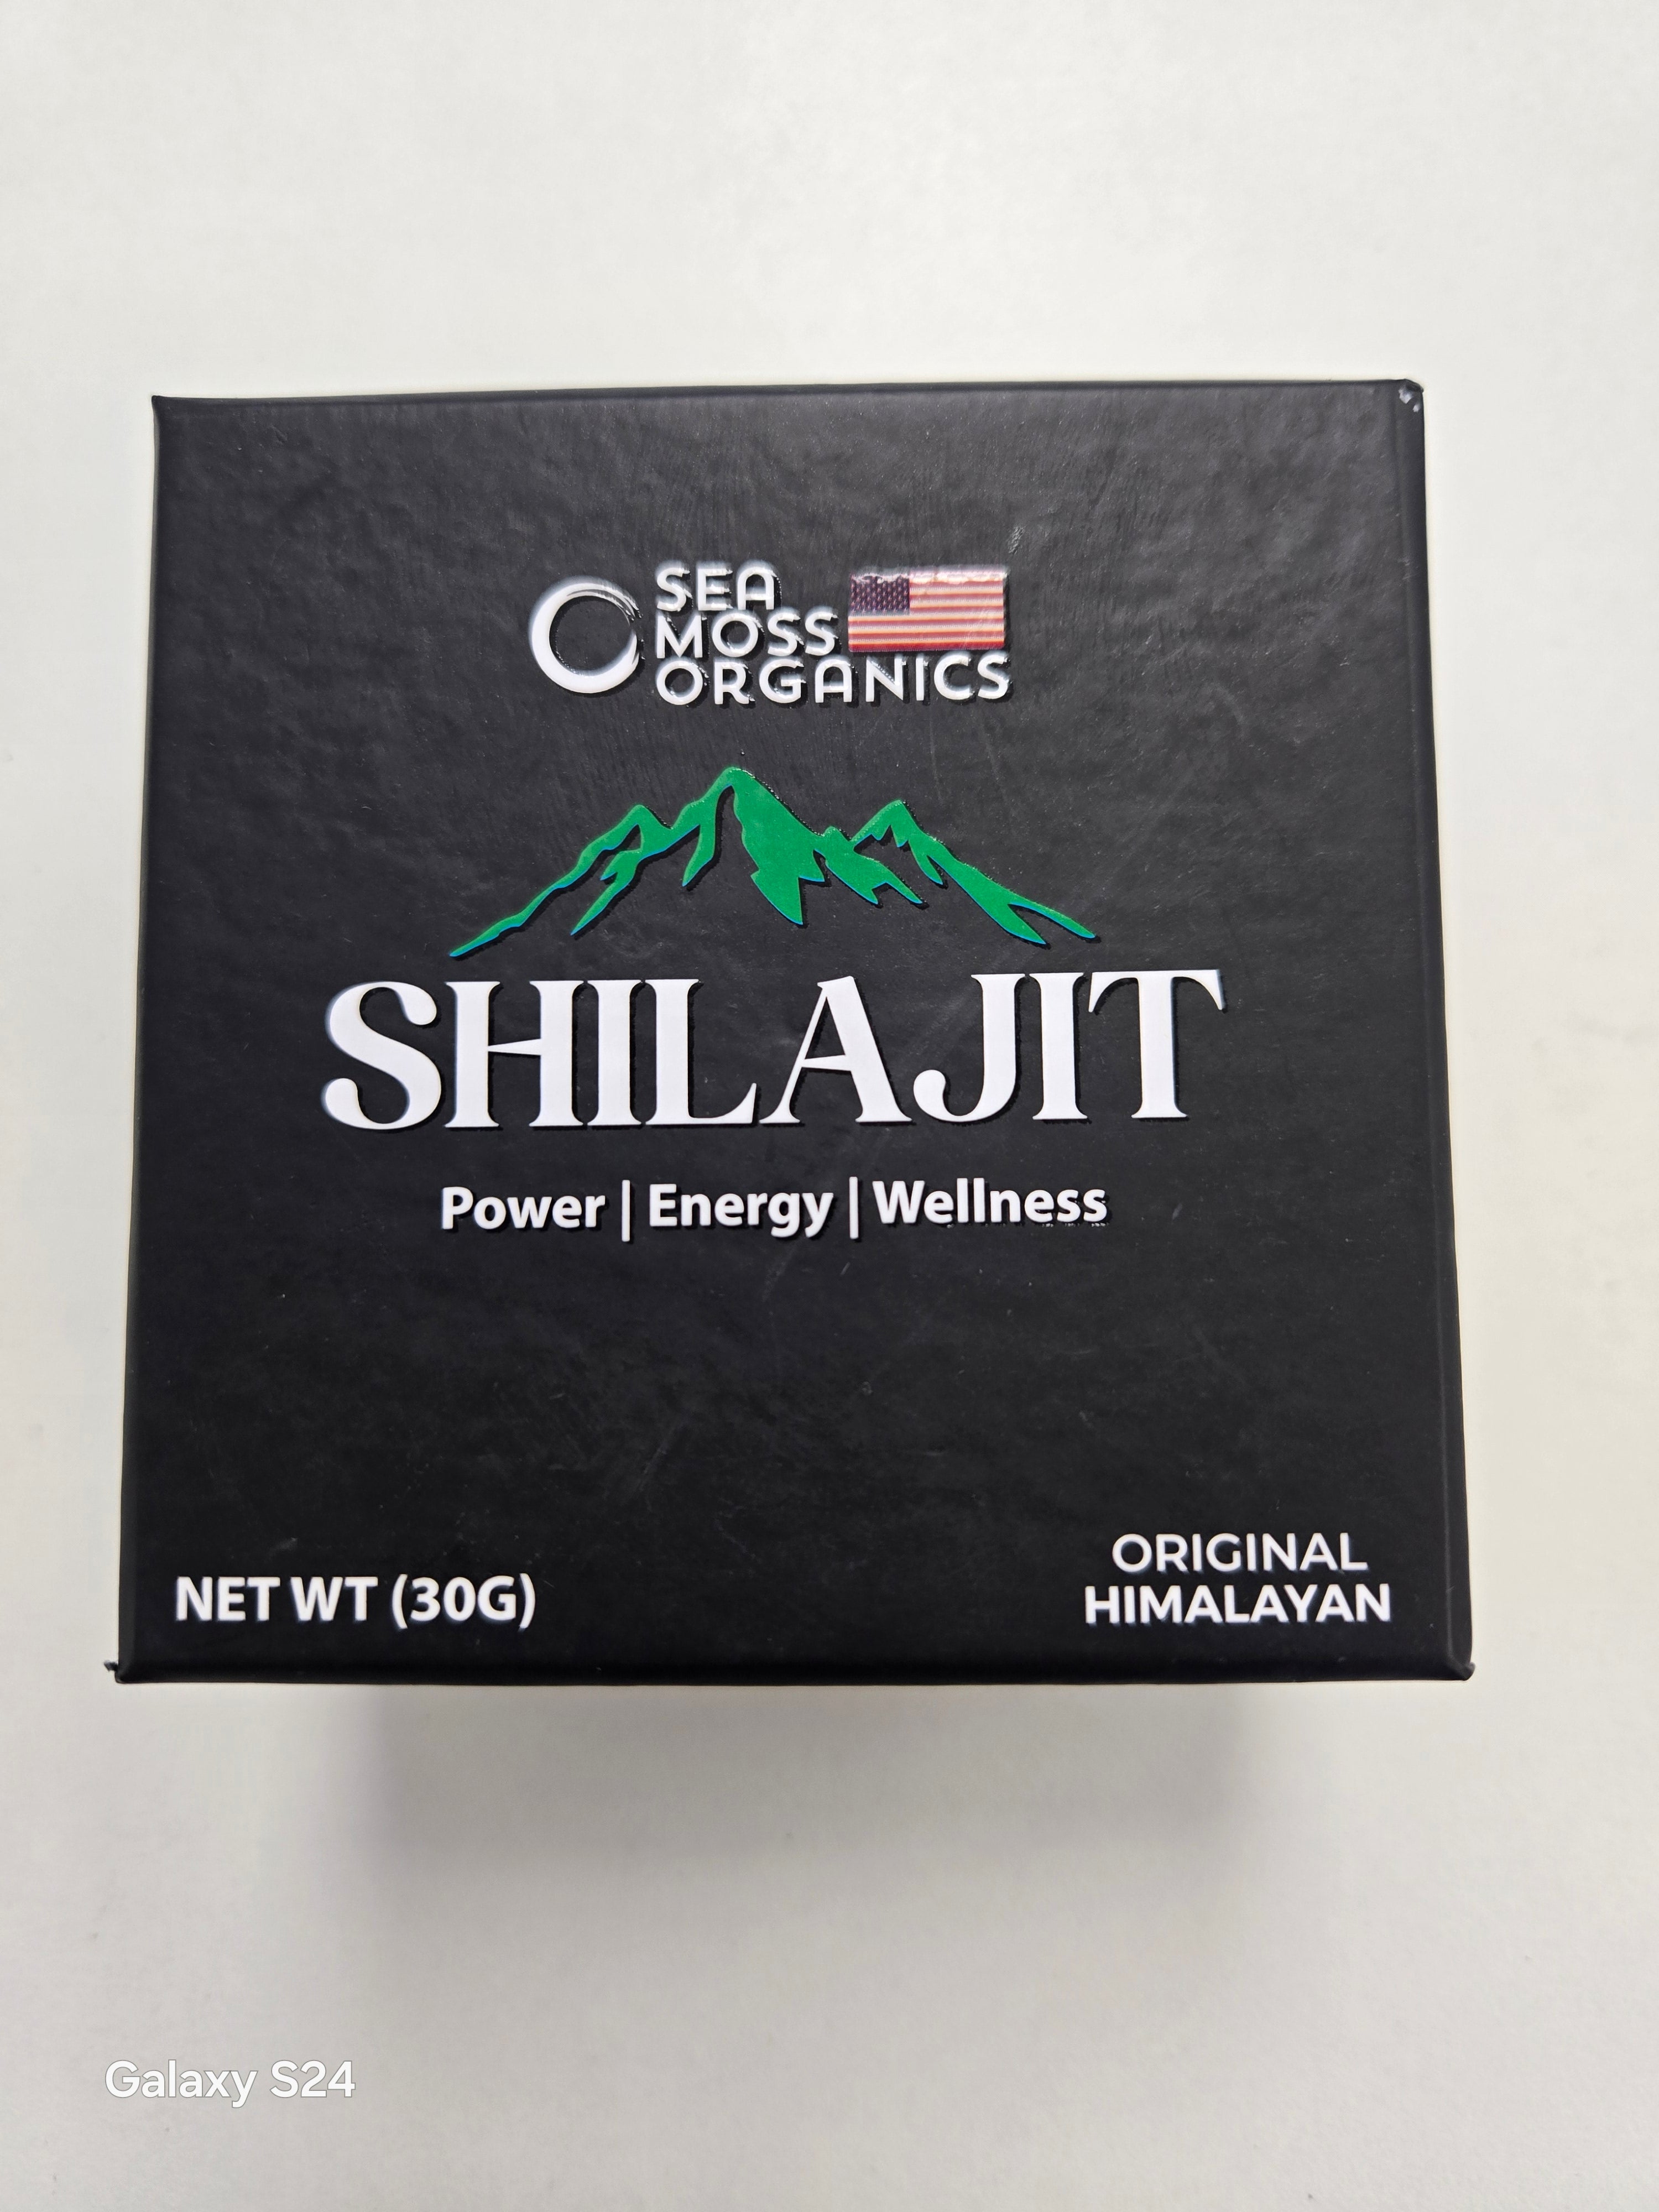 SEA
MOSS
ORGANICS
SHILAJIT
Power | Energy | Wellness
NET WT (30G)
ORIGINAL
HIMALAYAN
Galaxy S24